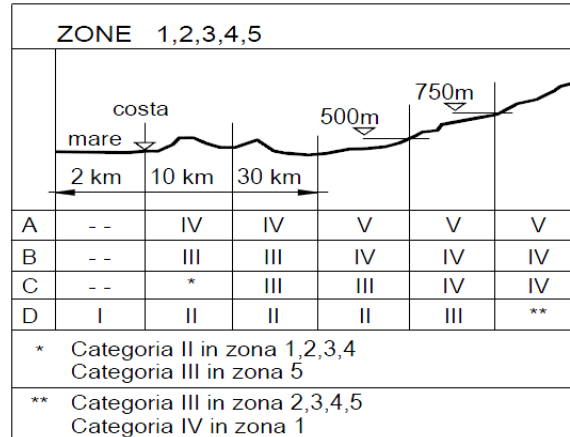 ZONE 1,2,3,4,5
750m
500m
costa
mare
2 km 10 km 30 km
A - - IV IV V V V
B - - III III IV IV IV
C - - * III III IV IV
D I II II II III **
* Categoria II in zona 1,2,3,4
Categoria III in zona 5
** Categoria III in zona 2,3,4,5
Categoria IV in zona 1